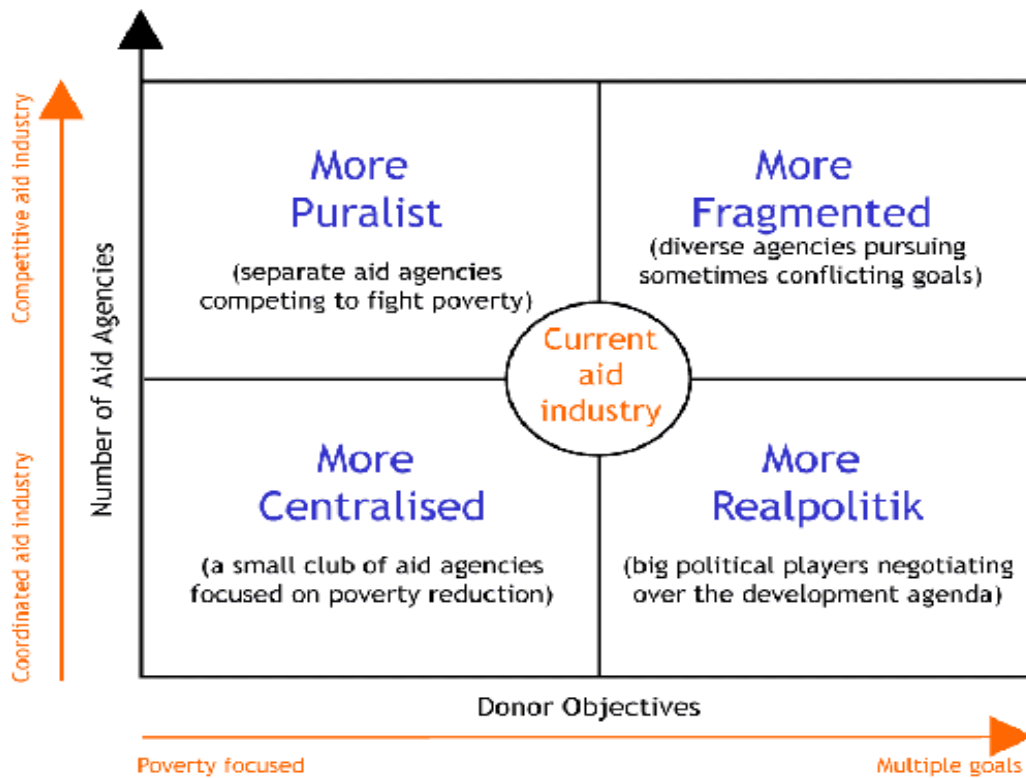 Competitive aid industry
Coordinated aid industry
Number of Aid Agencies
More
Puralist
(separate aid agencies
competing to fight poverty)
More
Fragmented
(diverse agencies pursuing
sometimes conflicting goals)
Current
aid
industry
More
Centralised
(a small club of aid agencies
focused on poverty reduction)
More
Realpolitik
(big political players negotiating
over the development agenda)
Donor Objectives
Poverty focused
Multiple goals